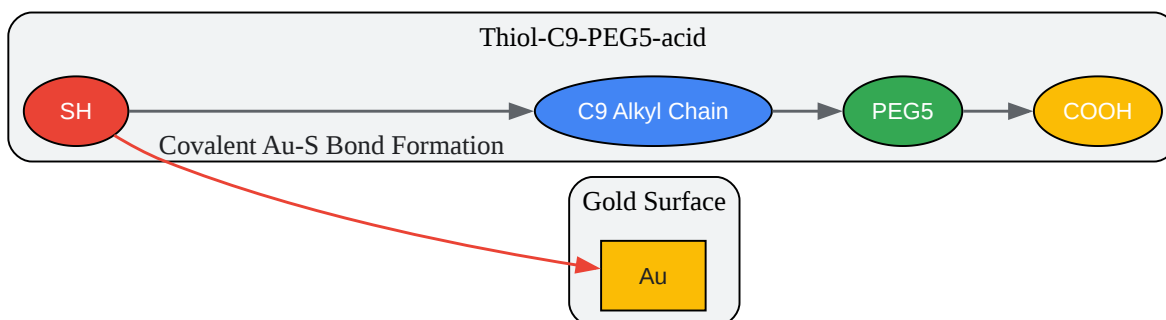 Thiol-C9-PEG5-acid
SH
C9 Alkyl Chain
PEG5
COOH
Covalent Au-S Bond Formation
Gold Surface
Au